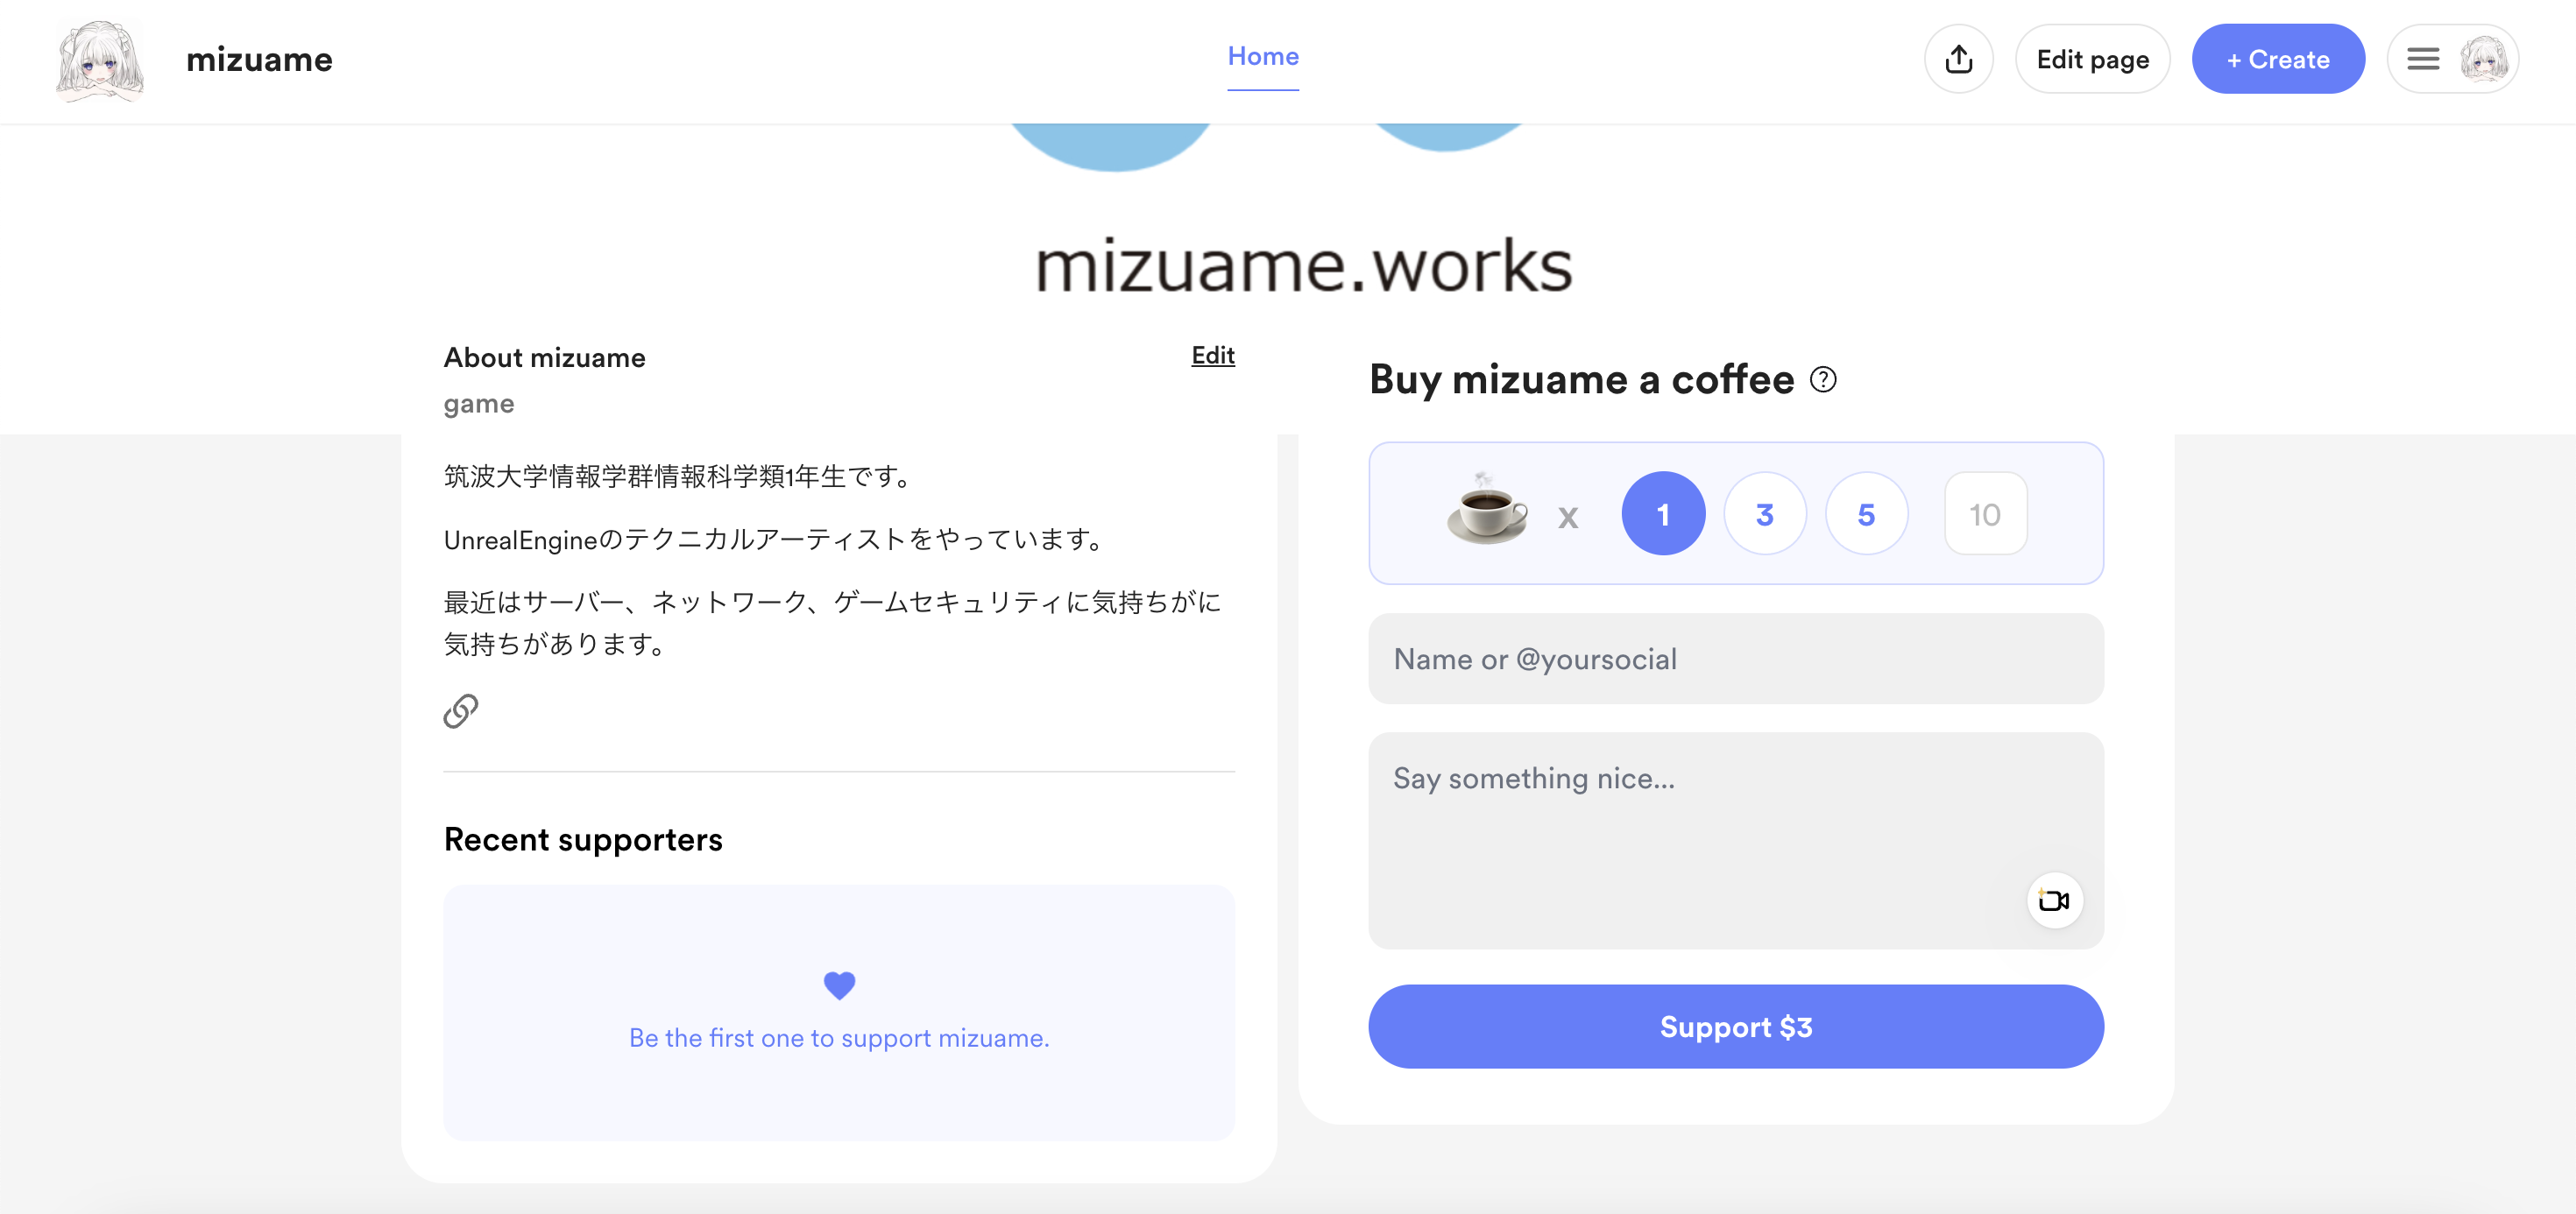 mizuame
Home
Edit page
+ Create
mizuame.works
About mizuame
Edit
game
筑波大学情報学群情報科学類1年生です。
UnrealEngineのテクニカルアーティストをやっています。
最近はサーバー、ネットワーク、ゲームセキュリティに気持ちがに
気持ちがあります。
Recent supporters
Be the first one to support mizuame.
Buy mizuame a coffee ?
x 1 3 5 10
Name or @yoursocial
Say something nice...
Support $3